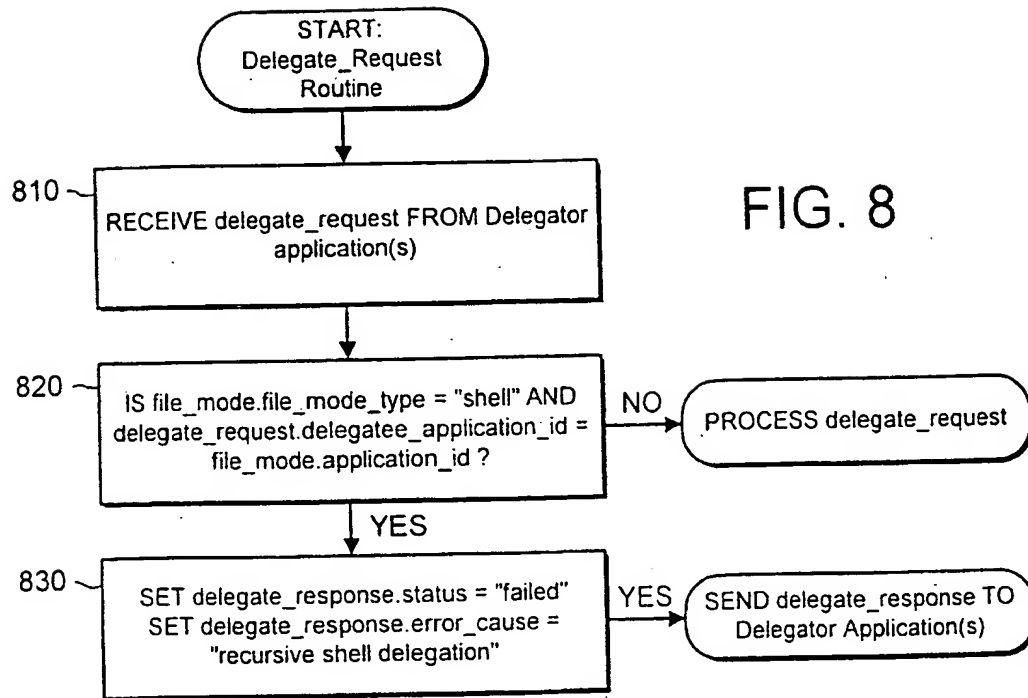 START:
Delegate_Request
Routine
810
RECEIVE delegate_request FROM Delegator
application(s)
FIG. 8
820
IS file_mode.file_mode_type = "shell" AND
delegate_request.delegatee_application_id =
file_mode.application_id ?
NO
PROCESS delegate_request
YES
830
SET delegate_response.status = "failed"
SET delegate_response.error_cause =
"recursive shell delegation"
YES
SEND delegate_response TO
Delegator Application(s)